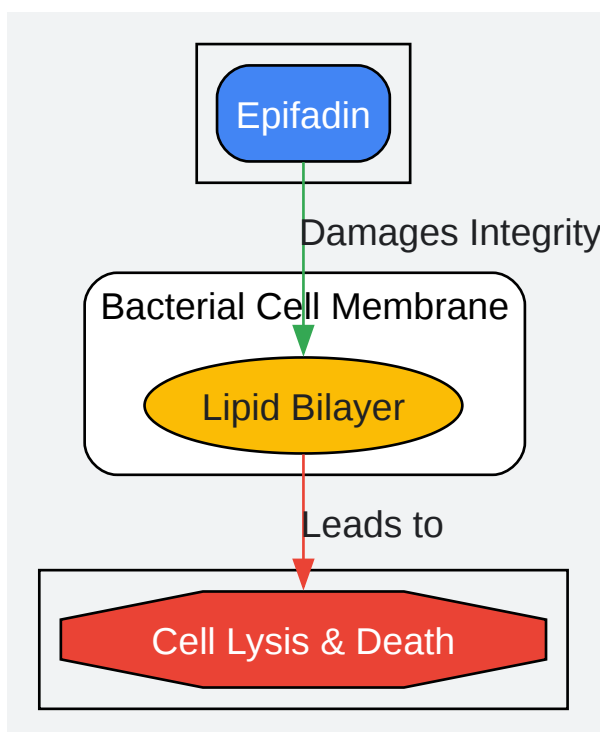 Epifadin
Damages Integrity
Bacterial Cell Membrane
Lipid Bilayer
Leads to
Cell Lysis & Death